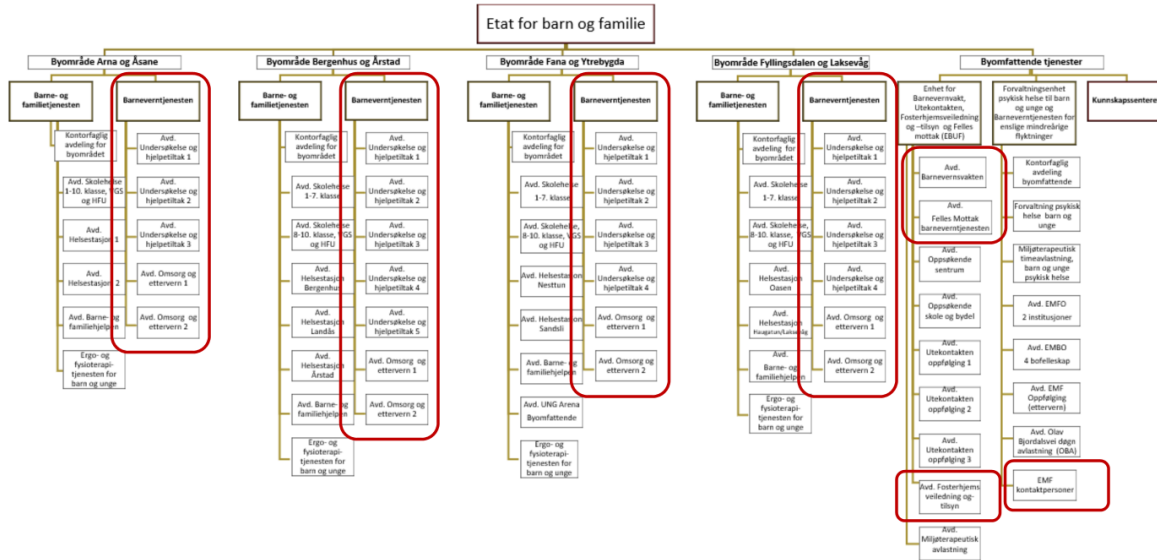 Etat for barn og familie
Byområde Arna og Åsane
Barne- og
familietjenesten
Kontorfaglig
avdeling for
byområdet
Avd. Skolehelse
1-10. klasse, VGS
og HFU
Avd.
Helsestasjon 1
Avd.
Helsestasjon 2
Avd. Barne- og
familiehjelpen
Ergo- og
fysioterapi-
tjenesten for
barn og unge
Barneverntjenesten
Avd.
Undersøkelse og
hjelpetiltak 1
Avd.
Undersøkelse og
hjelpetiltak 2
Avd.
Undersøkelse og
hjelpetiltak 3
Avd. Omsorg og
ettervern 1
Avd. Omsorg og
ettervern 2
Byområde Bergenhus og Årstad
Barne- og
familietjenesten
Kontorfaglig
avdeling for
byområdet
Avd. Skolehelse
1-7. klasse
Avd. Skolehelse
8-10. klasse, VGS
og HFU
Avd.
Helsestasjon
Bergenhus
Avd.
Helsestasjon
Landås
Avd.
Helsestasjon
Årstad
Avd. Barne- og
familiehjelpen
Ergo- og
fysioterapi-
tjenesten for
barn og unge
Barneverntjenesten
Avd.
Undersøkelse og
hjelpetiltak 1
Avd.
Undersøkelse og
hjelpetiltak 2
Avd.
Undersøkelse og
hjelpetiltak 3
Avd.
Undersøkelse og
hjelpetiltak 4
Avd.
Undersøkelse og
hjelpetiltak 5
Avd. Omsorg og
ettervern 1
Avd. Omsorg og
ettervern 2
Byområde Fana og Ytrebygda
Barne- og
familietjenesten
Kontorfaglig
avdeling for
byområdet
Avd. Skolehelse
1-7. klasse
Avd. Skolehelse,
8-10. klasse, VGS
og HFU
Avd. Helsestasjon
Nesttun
Avd. Helsestasjon
Sandsli
Avd. Barne- og
familiehjelpen
Avd. UNG Arena
Byomfattende
Ergo- og
fysioterapi-
tjenesten for
barn og unge
Barneverntjenesten
Avd.
Undersøkelse og
hjelpetiltak 1
Avd.
Undersøkelse og
hjelpetiltak 2
Avd.
Undersøkelse og
hjelpetiltak 3
Avd.
Undersøkelse og
hjelpetiltak 4
Avd. Omsorg og
ettervern 1
Avd. Omsorg og
ettervern 2
Byområde Fyllingsdalen og Laksevåg
Barne- og
familietjenesten
Kontorfaglig
avdeling for
byområdet
Avd. Skolehelse
1-7. klasse
Avd. Skolehelse,
8-10. klasse, VGS
og HFU
Avd.
Helsestasjon
Oasen
Avd.
Helsestasjon
Avd.
Barne- og
familiehjelpen
Ergo- og
fysioterapi-
tjenesten for
barn og unge
Barneverntjenesten
Avd.
Undersøkelse og
hjelpetiltak 1
Avd.
Undersøkelse og
hjelpetiltak 2
Avd.
Undersøkelse og
hjelpetiltak 3
Avd.
Undersøkelse og
hjelpetiltak 4
Avd. Omsorg og
ettervern 1
Avd. Omsorg og
ettervern 2
Byomfattende tjenester
Enhet for
Barnevernvakt,
Utekontakten,
Fosterhjemsveiledning
og –tilsyn og Felles
mottak (EBUF)
Avd.
Barnevernsvakten
Avd.
Felles Mottak
barneverntjenesten
Avd.
Oppsøkende
sentrum
Avd.
Oppsøkende
skole og bydel
Avd.
Utekontakten
oppfølging 1
Avd.
Utekontakten
oppfølging 2
Avd.
Utekontakten
oppfølging 3
Avd. Fosterhjems
veiledning og-
tilsyn
Avd.
Miljøterapeutisk
avlastning
Forvaltningsenhet
psykisk helse til barn
og unge og
Barneverntjenesten for
enslige mindreårige
flyktninger
Kontorfaglig
avdeling
byomfattende
Forvaltning psykisk
helse barn og
unge
Miljøterapeutisk
timeavlastning,
barn og unge
psykisk helse
Avd. EMFO
2 institusjoner
Avd. EMBO
4 bofelleskap
Avd. EMF
Oppfølging
(ettervern)
Avd. Olav
Bjordalsvei døgn
avlastning (OBA)
EMF
kontaktpersoner
Kunnskapssenteret